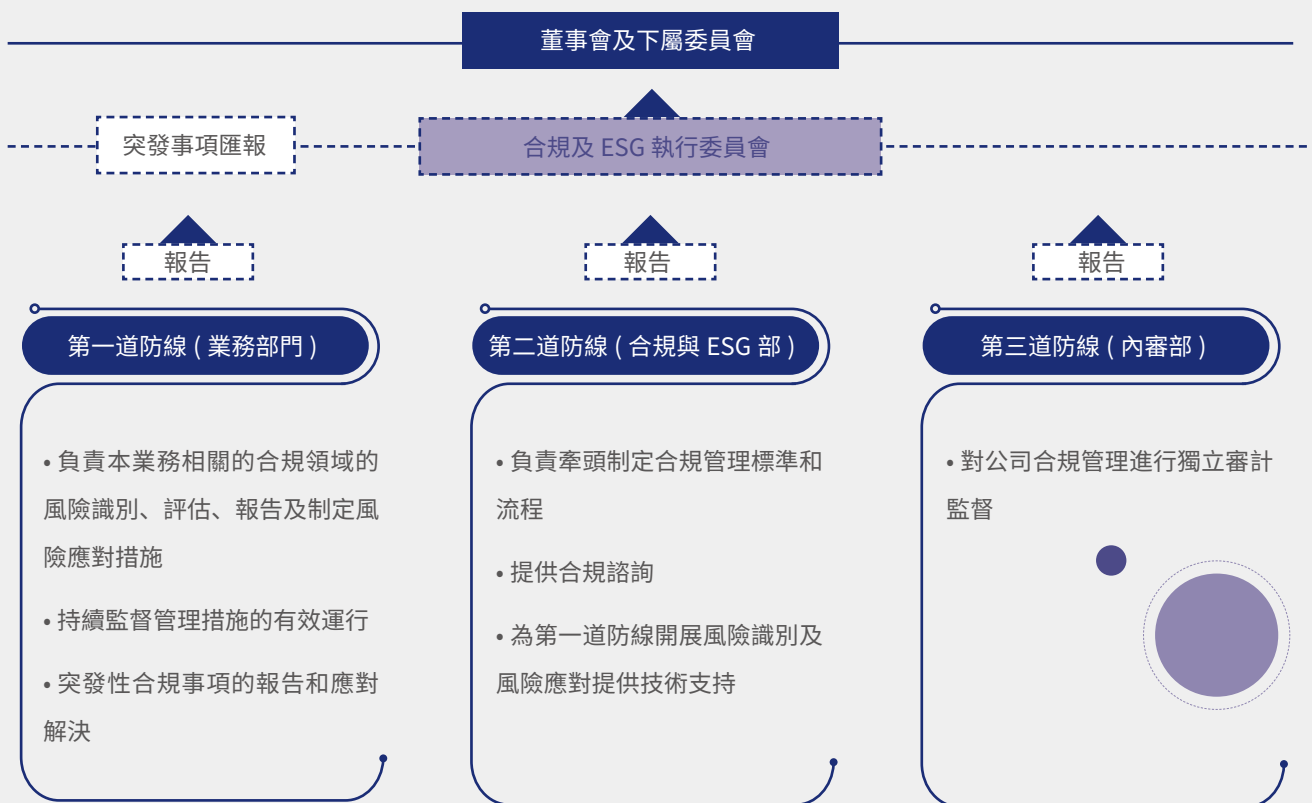 董事會及下屬委員會
突發事項匯報
合規及 ESG 執行委員會
報告
報告
報告
第一道防線 ( 業務部門 )
• 負責本業務相關的合規領域的
風險識別、評估、報告及制定風
險應對措施
• 持續監督管理措施的有效運行
• 突發性合規事項的報告和應對
解決
第二道防線 ( 合規與 ESG 部 )
• 負責牽頭制定合規管理標準和
流程
• 提供合規諮詢
• 為第一道防線開展風險識別及
風險應對提供技術支持
第三道防線 ( 內審部 )
• 對公司合規管理進行獨立審計
監督